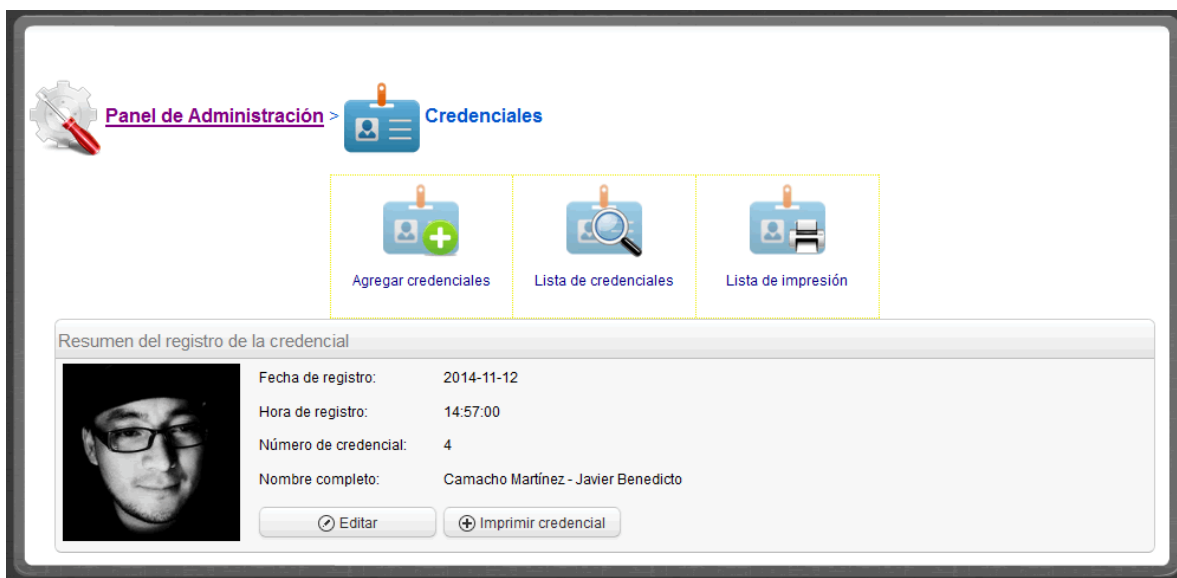 Panel de Administración > Credenciales
Agregar credenciales Lista de credenciales Lista de impresión
Resumen del registro de la credencial
Fecha de registro: 2014-11-12
Hora de registro: 14:57:00
Número de credencial: 4
Nombre completo: Camacho Martínez - Javier Benedicto
Editar Imprimir credencial